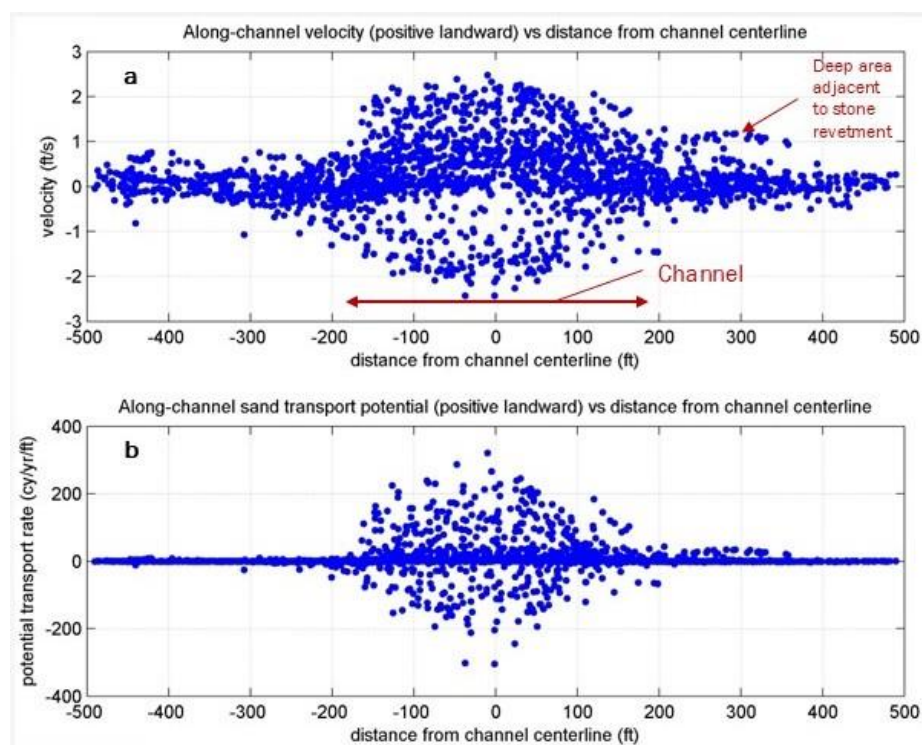 Along-channel velocity (positive landward) vs distance from channel centerline
a
Deep area
adjacent
to stone
revetment
3
2
1
0
-1
-2
-3
velocity (ft/s)
Channel
-500 -400 -300 -200 -100 0 100 200 300 400 500
distance from channel centerline (ft)
Along-channel sand transport potential (positive landward) vs distance from channel centerline
b
400
200
0
-200
-400
potential transport rate (cy/yr/ft)
-500 -400 -300 -200 -100 0 100 200 300 400 500
distance from channel centerline (ft)